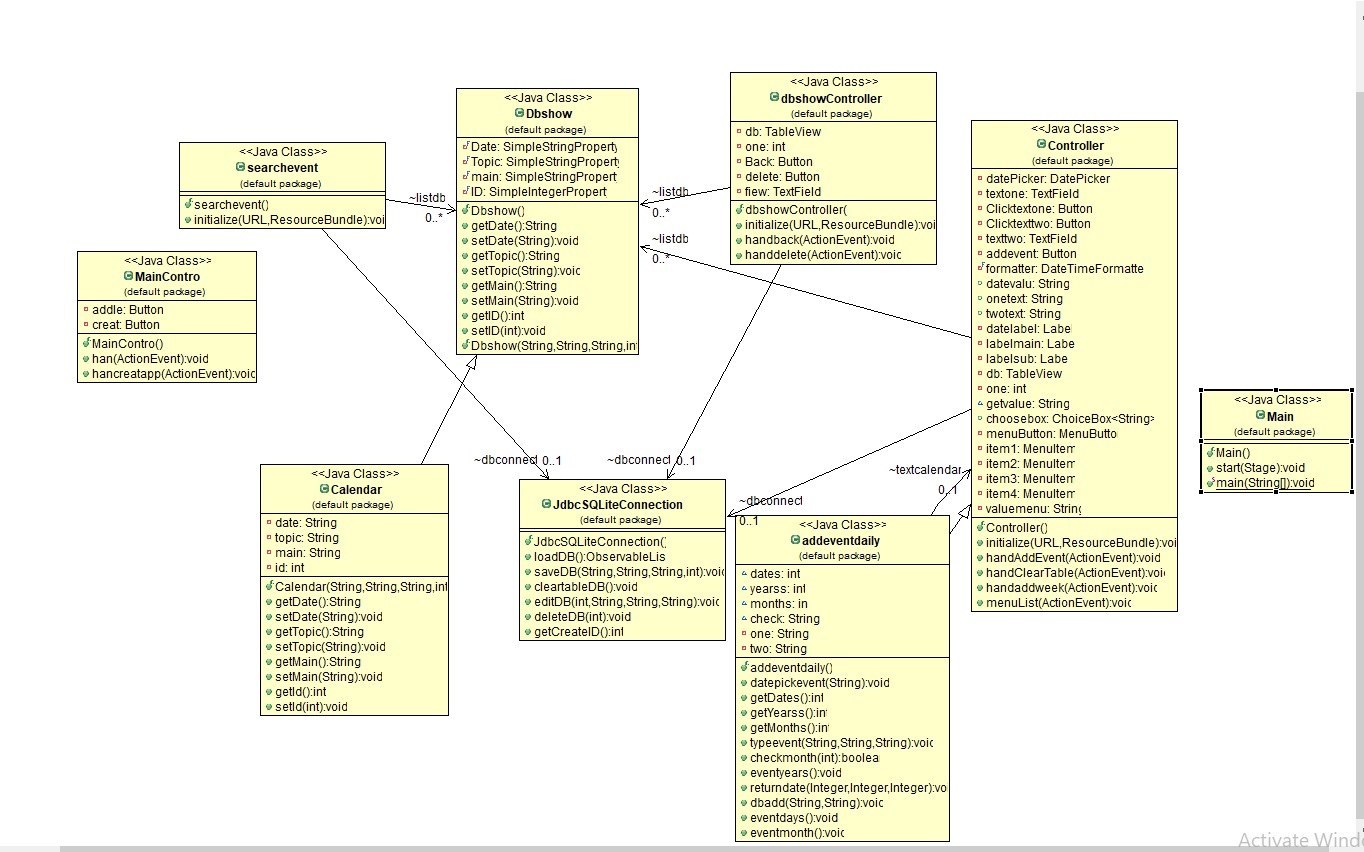 <<Java Class>>
searchevent
(default package)
searchevent()
initialize(URL,ResourceBundle):voi
<<Java Class>>
MainContro
(default package)
addle: Button
creat: Button
MainContro()
han(ActionEvent):void
hancreatapp(ActionEvent):voic
<<Java Class>>
Dbshow
(default package)
Date: SimpleStringProperty
Topic: SimpleStringProperty
main: SimpleStringPropert
ID: SimpleIntegerPropert
Dbshow()
getDate():String
setDate(String):void
getTopic():String
setTopic(String):voic
getMain():String
setMain(String):void
getID():int
setID(int):void
Dbshow(String,String,String,int
<<Java Class>>
dbshowController
(default package)
db: TableView
one: int
Back: Button
delete: Button
fiew: TextField
dbshowController(
initialize(URL,ResourceBundle):voi
handback(ActionEvent):void
handdelete(ActionEvent):voic
<<Java Class>>
Controller
(default package)
datePicker: DatePicker
textone: TextField
Clicktextone: Button
Clicktexttwo: Button
texttwo: TextField
addevent: Button
formatter: DateTimeFormatte
datevalu: String
onetext: String
twotext: String
datelabel: Label
labelmain: Labe
labelsub: Labe
db: TableView
one: int
getvalue: String
choosebox: ChoiceBox<String>
menuButton: MenuButto
item1: MenuItem
item2: MenuItem
item3: MenuItem
item4: MenuItem
valuemenu: String
Controller()
initialize(URL,ResourceBundle):voi
handAddEvent(ActionEvent):void
handClearTable(ActionEvent):voi
handaddweek(ActionEvent):voic
menuList(ActionEvent):voic
<<Java Class>>
Main
(default package)
Main()
start(Stage):void
main(String[]):void
~listdb
0..*
~listdb
0..*
~listdb
0..*
~dbconnect 0..1
~dbconnect 0..1
~dbconnect
0..1
~textcalendar
0..1
<<Java Class>>
Calendar
(default package)
date: String
topic: String
main: String
id: int
Calendar(String,String,String,int
getDate():String
setDate(String):void
getTopic():String
setTopic(String):void
getMain():String
setMain(String):void
getId():int
setId(int):void
<<Java Class>>
JdbcSQLiteConnection
(default package)
JdbcSQLiteConnection()
loadDB():ObservableLis
saveDB(String,String,String,int):voi
cleartableDB():void
editDB(int,String,String,String):voic
deleteDB(int):void
getCreateID():int
<<Java Class>>
addeventdaily
(default package)
dates: int
yearss: int
months: in
check: String
one: String
two: String
addeventdaily()
datepickevent(String):void
getDates():int
getYearss():int
getMonths():int
typeevent(String,String,String):voic
checkmonth(int):boolea
eventyears():void
returndate(Integer,Integer,Integer):vo
dbadd(String,String):voic
eventdays():void
eventmonth():voic
Activate Windo